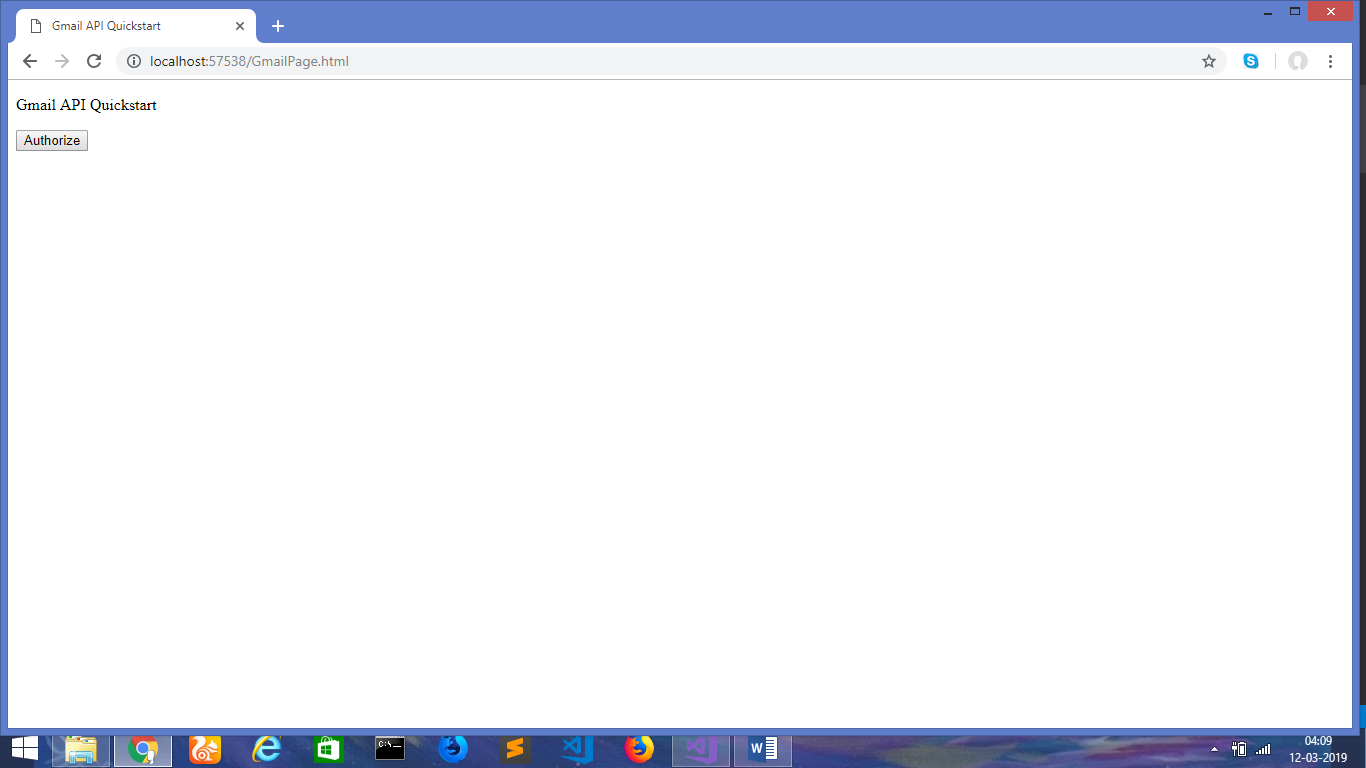 Gmail API Quickstart
localhost:57538/GmailPage.html
Gmail API Quickstart
Authorize
C:\_
04:09
12-03-2019